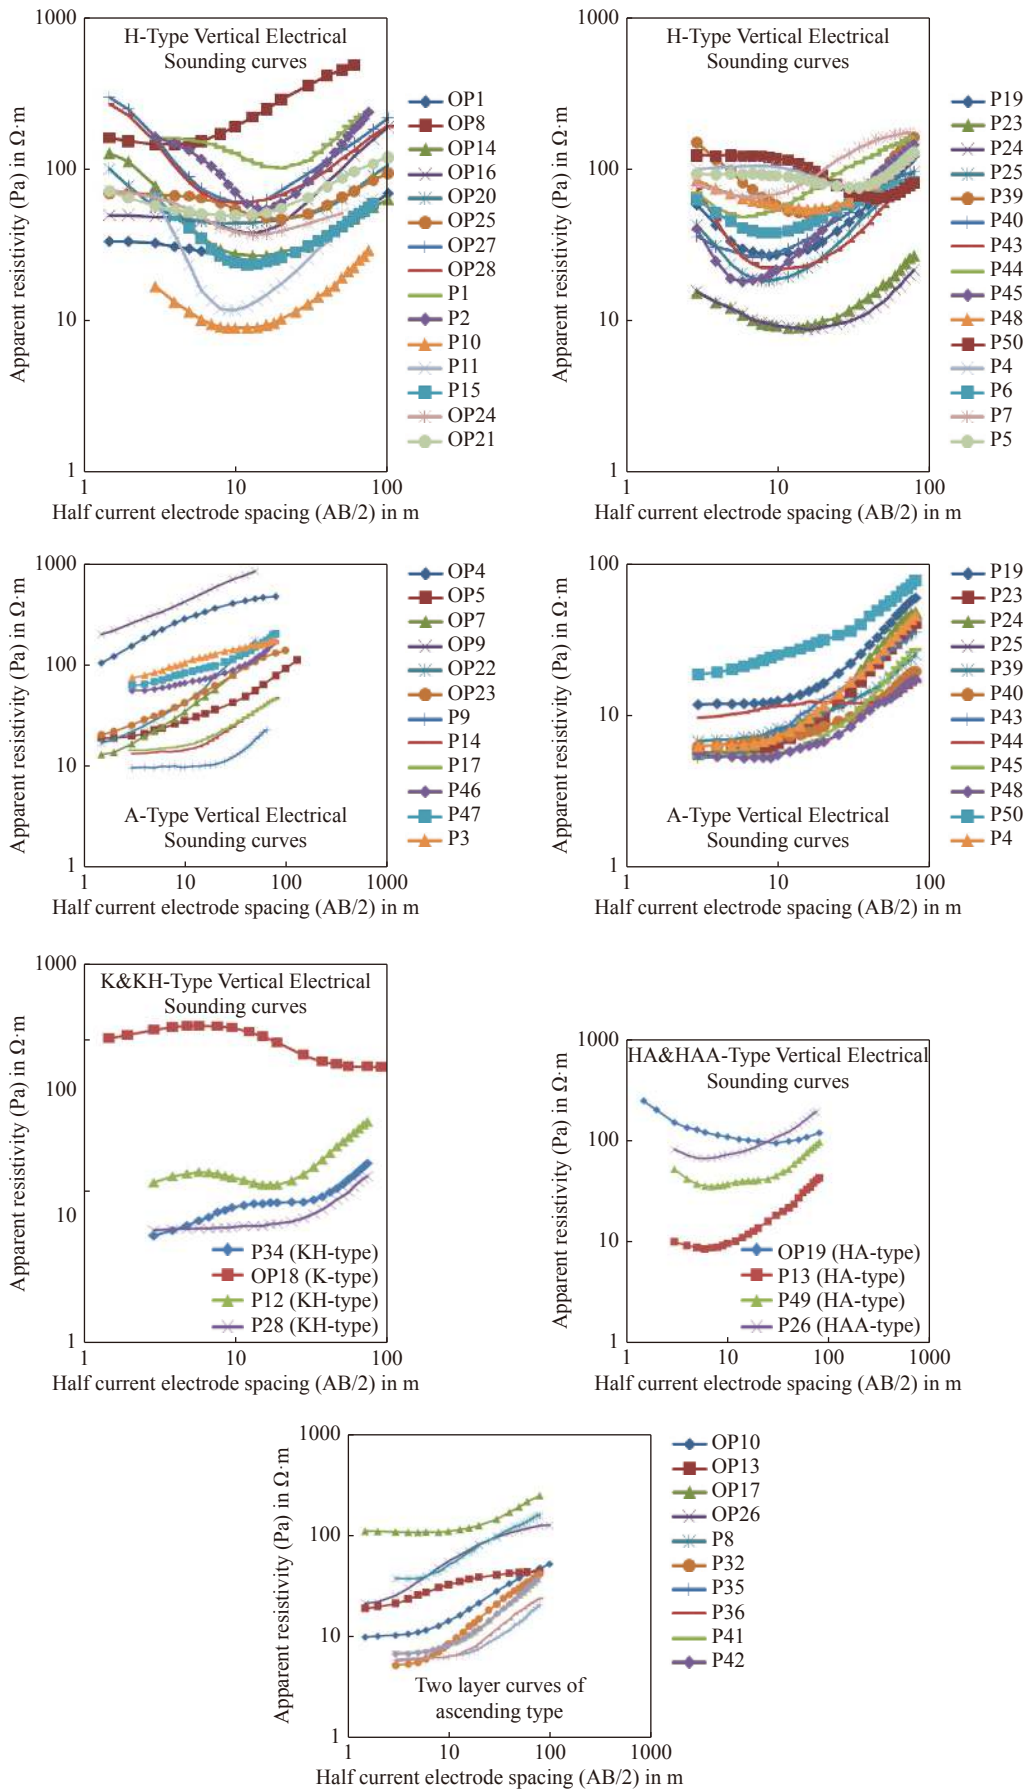 1000
H-Type Vertical Electrical
Sounding curves
100
10
1
1
10
100
Apparent resistivity (Pa) in Ω·m
Half current electrode spacing (AB/2) in m
OP1
OP8
OP14
OP16
OP20
OP25
OP27
OP28
P1
P2
P10
P11
P15
OP24
OP21
1000
H-Type Vertical Electrical
Sounding curves
100
10
1
1
10
100
Apparent resistivity (Pa) in Ω·m
Half current electrode spacing (AB/2) in m
P19
P23
P24
P25
P39
P40
P43
P44
P45
P48
P50
P4
P6
P7
P5
1000
100
10
1
A-Type Vertical Electrical
Sounding curves
1
10
100
1000
Apparent resistivity (Pa) in Ω·m
Half current electrode spacing (AB/2) in m
OP4
OP5
OP7
OP9
OP22
OP23
P9
P14
P17
P46
P47
P3
100
10
1
A-Type Vertical Electrical
Sounding curves
1
10
100
Apparent resistivity (Pa) in Ω·m
Half current electrode spacing (AB/2) in m
P19
P23
P24
P25
P39
P40
P43
P44
P45
P48
P50
P4
1000
K&KH-Type Vertical Electrical
Sounding curves
100
10
1
P34 (KH-type)
OP18 (K-type)
P12 (KH-type)
P28 (KH-type)
1
10
100
Apparent resistivity (Pa) in Ω·m
Half current electrode spacing (AB/2) in m
1000
HA&HAA-Type Vertical Electrical
Sounding curves
100
10
1
OP19 (HA-type)
P13 (HA-type)
P49 (HA-type)
P26 (HAA-type)
1
10
100
1000
Apparent resistivity (Pa) in Ω·m
Half current electrode spacing (AB/2) in m
1000
100
10
1
Two layer curves of
ascending type
1
10
100
1000
Apparent resistivity (Pa) in Ω·m
Half current electrode spacing (AB/2) in m
OP10
OP13
OP17
OP26
P8
P32
P35
P36
P41
P42